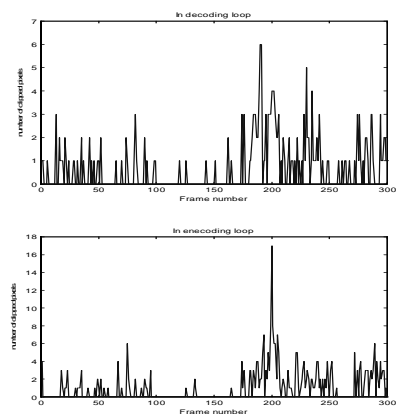 In decoding loop
7
6
5
4
3
2
1
0
number of clipped pixels
0 50 100 150 200 250 300
Frame number
In enecoding loop
18
16
14
12
10
8
6
4
2
0
number of clipped pixels
0 50 100 150 200 250 300
Frame number